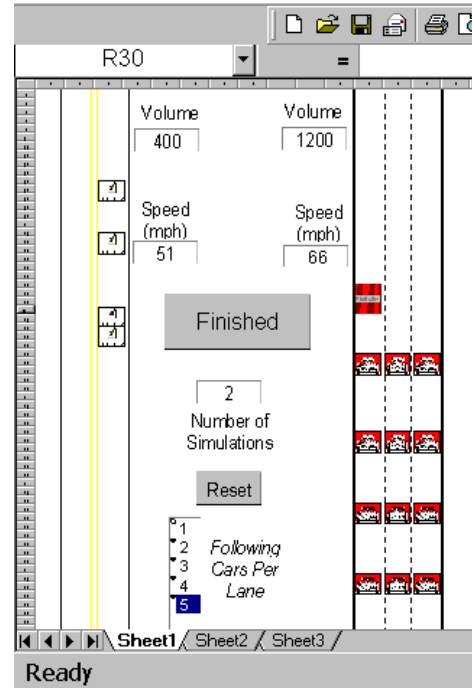 R30 =
Volume Volume
400 1200
Speed Speed
(mph) (mph)
51 66
Finished
2
Number of
Simulations
Reset
1
2 Following
3 Cars Per
4 Lane
5
Sheet1 / Sheet2 / Sheet3 /
Ready